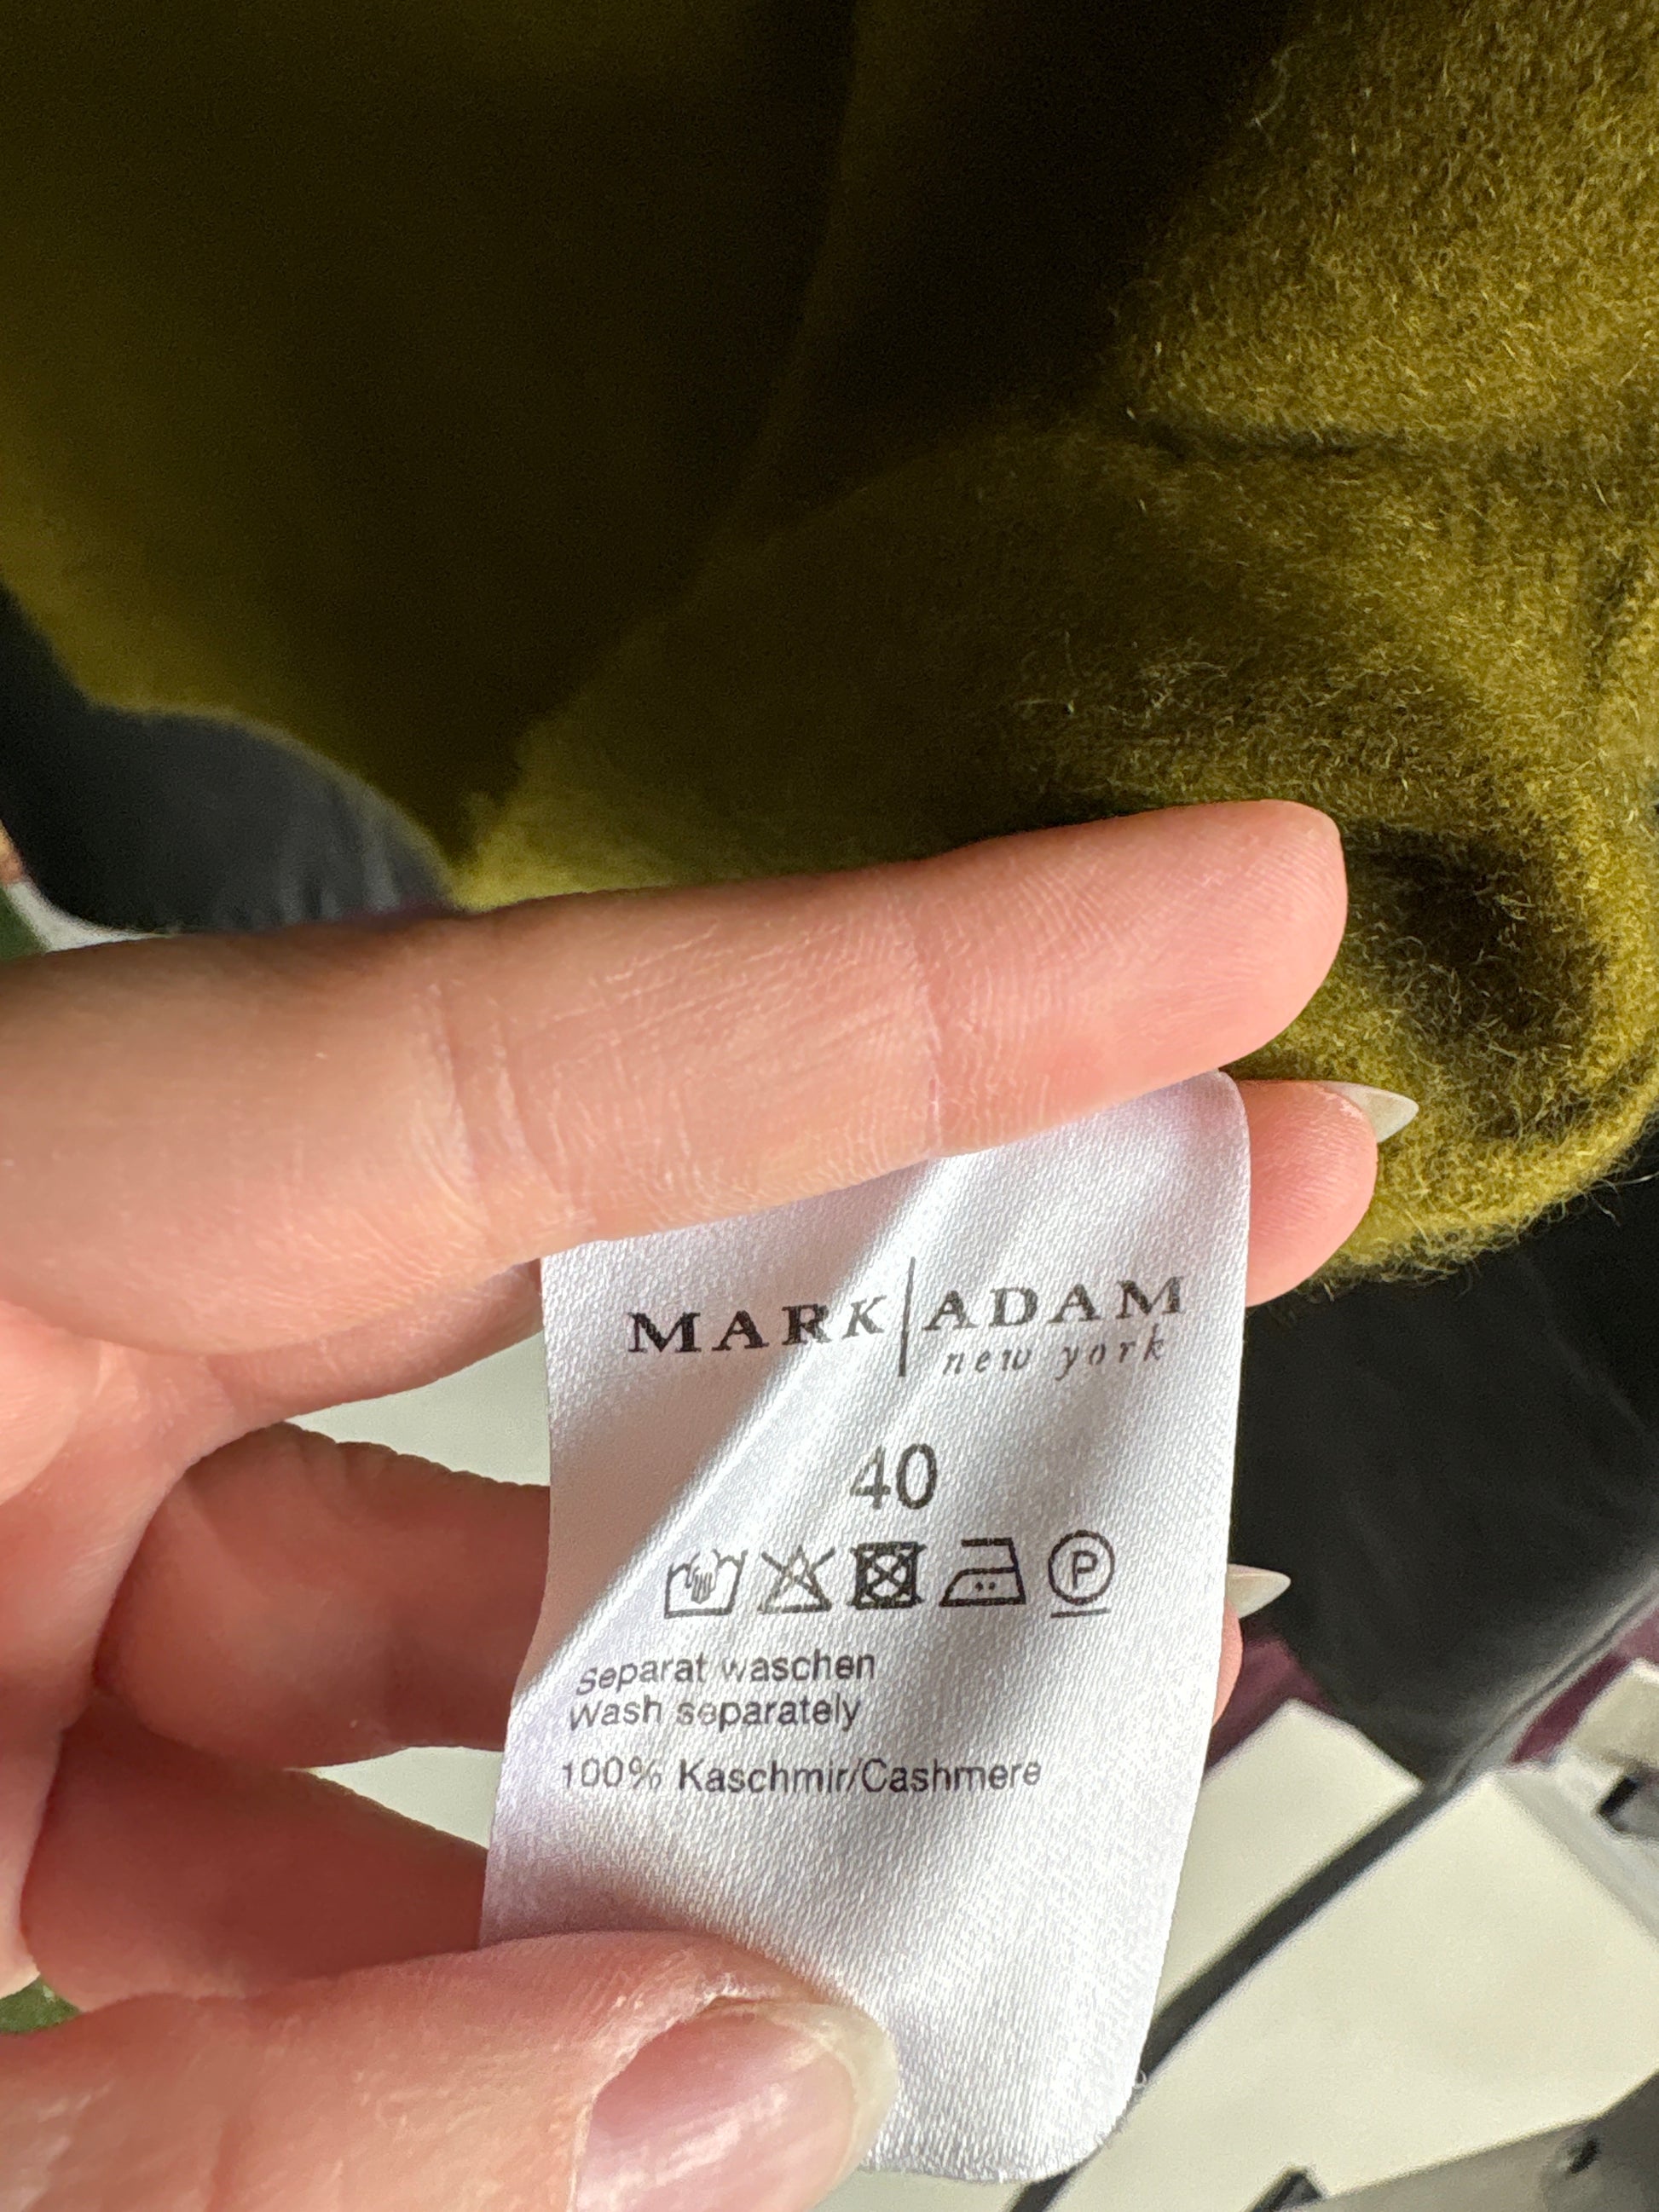 MARK|ADAM
new york
40
P
Separat waschen
Wash separately
100% Kaschmir/Cashmere